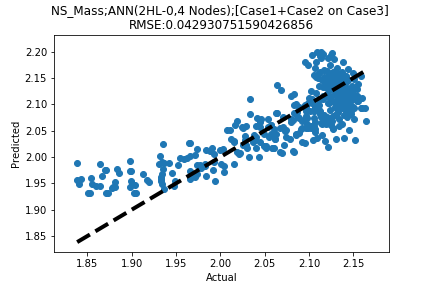 NS_Mass;ANN(2HL-0,4 Nodes);[Case1+Case2 on Case3]
RMSE:0.042930751590426856
2.20
2.15
2.10
2.05
2.00
1.95
1.90
1.85
Predicted
1.85 1.90 1.95 2.00 2.05 2.10 2.15
Actual